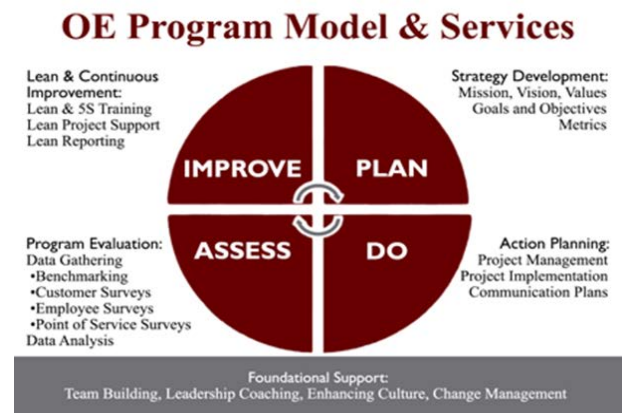 OE Program Model & Services
Lean & Continuous
Improvement:
Lean & 5S Training
Lean Project Support
Lean Reporting
Strategy Development:
Mission, Vision, Values
Goals and Objectives
Metrics
IMPROVE
PLAN
ASSESS
DO
Program Evaluation:
Data Gathering
•Benchmarking
•Customer Surveys
•Employee Surveys
•Point of Service Surveys
Data Analysis
Action Planning:
Project Management
Project Implementation
Communication Plans
Foundational Support:
Team Building, Leadership Coaching, Enhancing Culture, Change Management